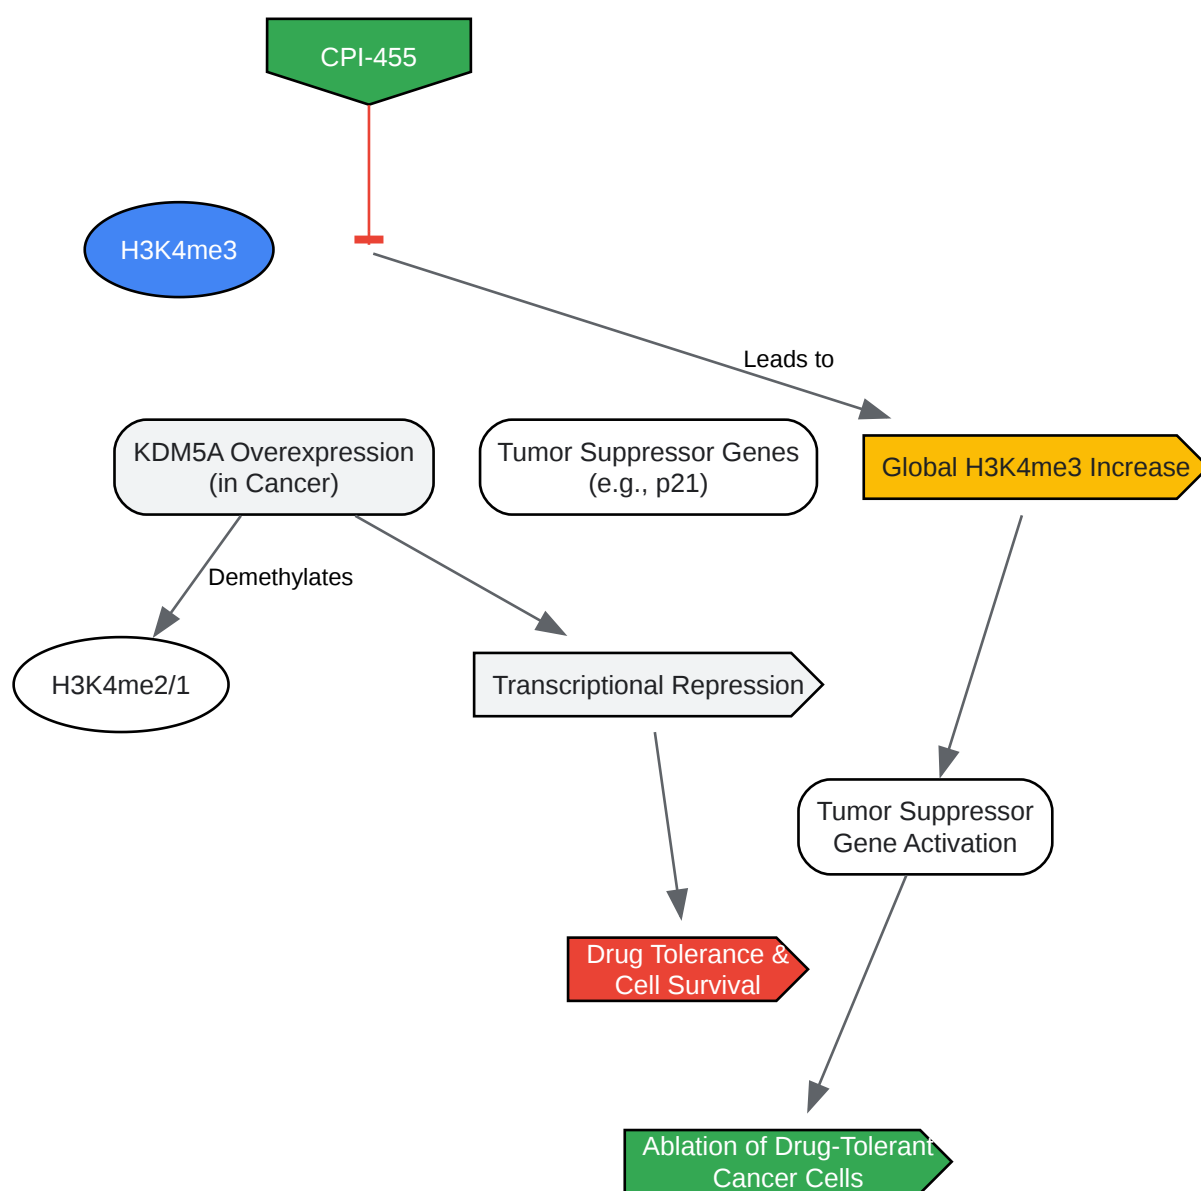 CPI-455
H3K4me3
Leads to
KDM5A Overexpression
(in Cancer)
Tumor Suppressor Genes
(e.g., p21)
Global H3K4me3 Increase
Demethylates
H3K4me2/1
Transcriptional Repression
Tumor Suppressor
Gene Activation
Drug Tolerance &
Cell Survival
Ablation of Drug-Tolerant
Cancer Cells